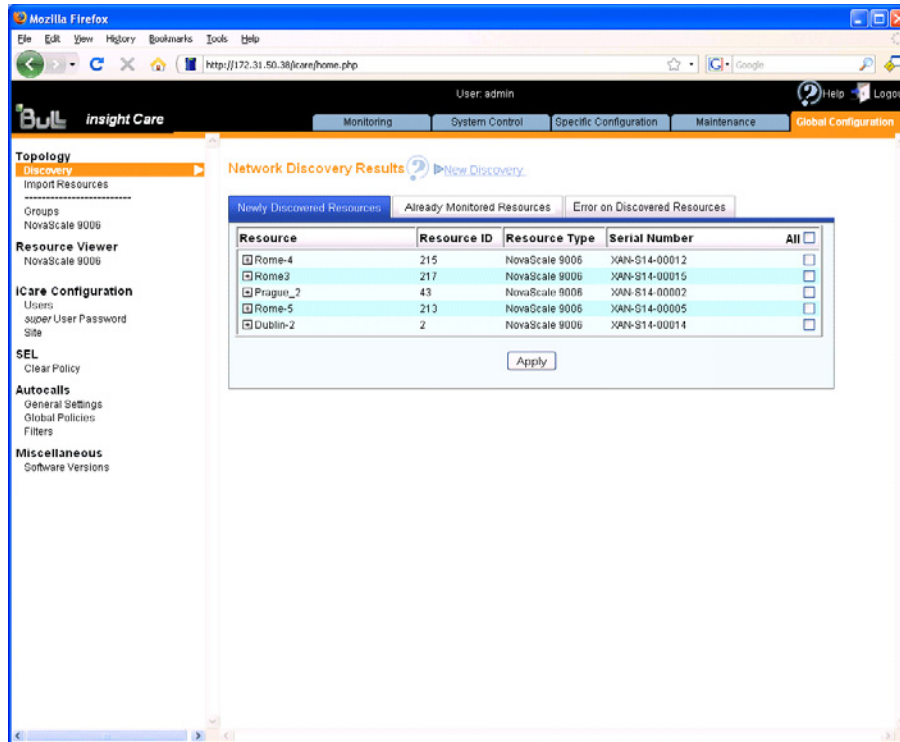 Mozilla Firefox
File Edit View History Bookmarks Tools Help
http://172.31.50.38/icare/home.php
Google
User: admin
Help
Bull
insight Care
Monitoring
System Control
Specific Configuration
Maintenance
Global Configuration
Topology
Discovery
Import Resources
--------------------------
Groups
NovaScale 9006
Resource Viewer
NovaScale 9006
iCare Configuration
Users
super User Password
Site
SEL
Clear Policy
Autocalls
General Settings
Global Policies
Filters
Miscellaneous
Software Versions
Network Discovery Results ? New Discovery
Newly Discovered Resources
Already Monitored Resources
Error on Discovered Resources
Resource Resource ID Resource Type Serial Number All
Rome-4 215 NovaScale 9006 XAN-S14-00012
Rome3 217 NovaScale 9006 XAN-S14-00015
Prague_2 43 NovaScale 9006 XAN-S14-00002
Rome-5 213 NovaScale 9006 XAN-S14-00005
Dublin-2 2 NovaScale 9006 XAN-S14-00014
Apply